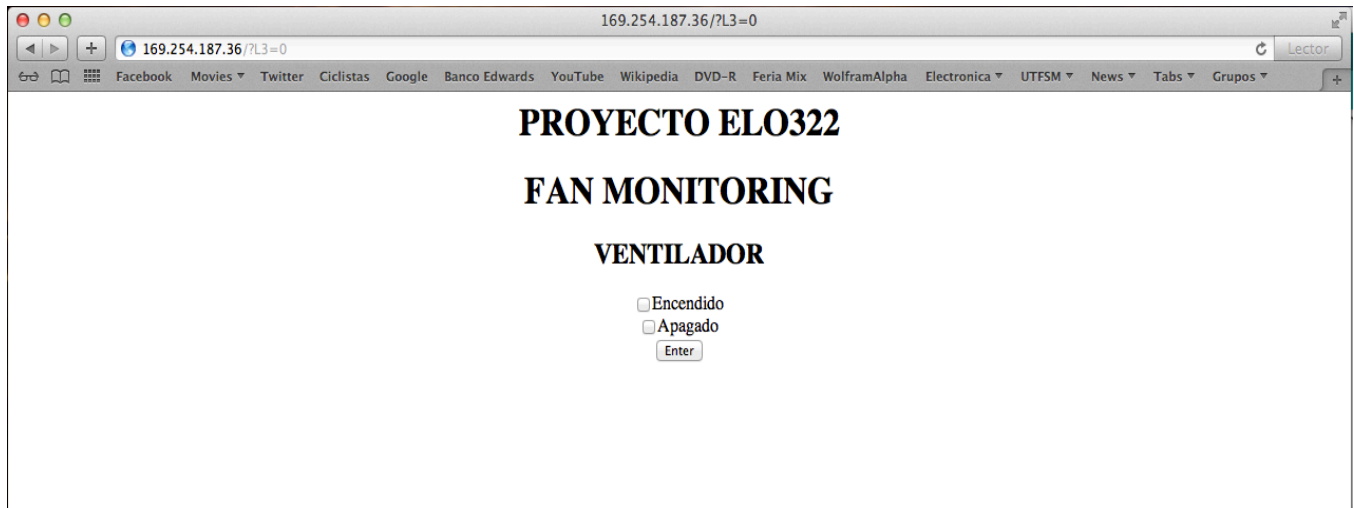 169.254.187.36/?L3=0
169.254.187.36/?L3=0 Lector
Facebook Movies Twitter Ciclistas Google Banco Edwards YouTube Wikipedia DVD-R Feria Mix WolframAlpha Electronica UTFSM News Tabs Grupos
PROYECTO ELO322
FAN MONITORING
VENTILADOR
Encendido
Apagado
Enter